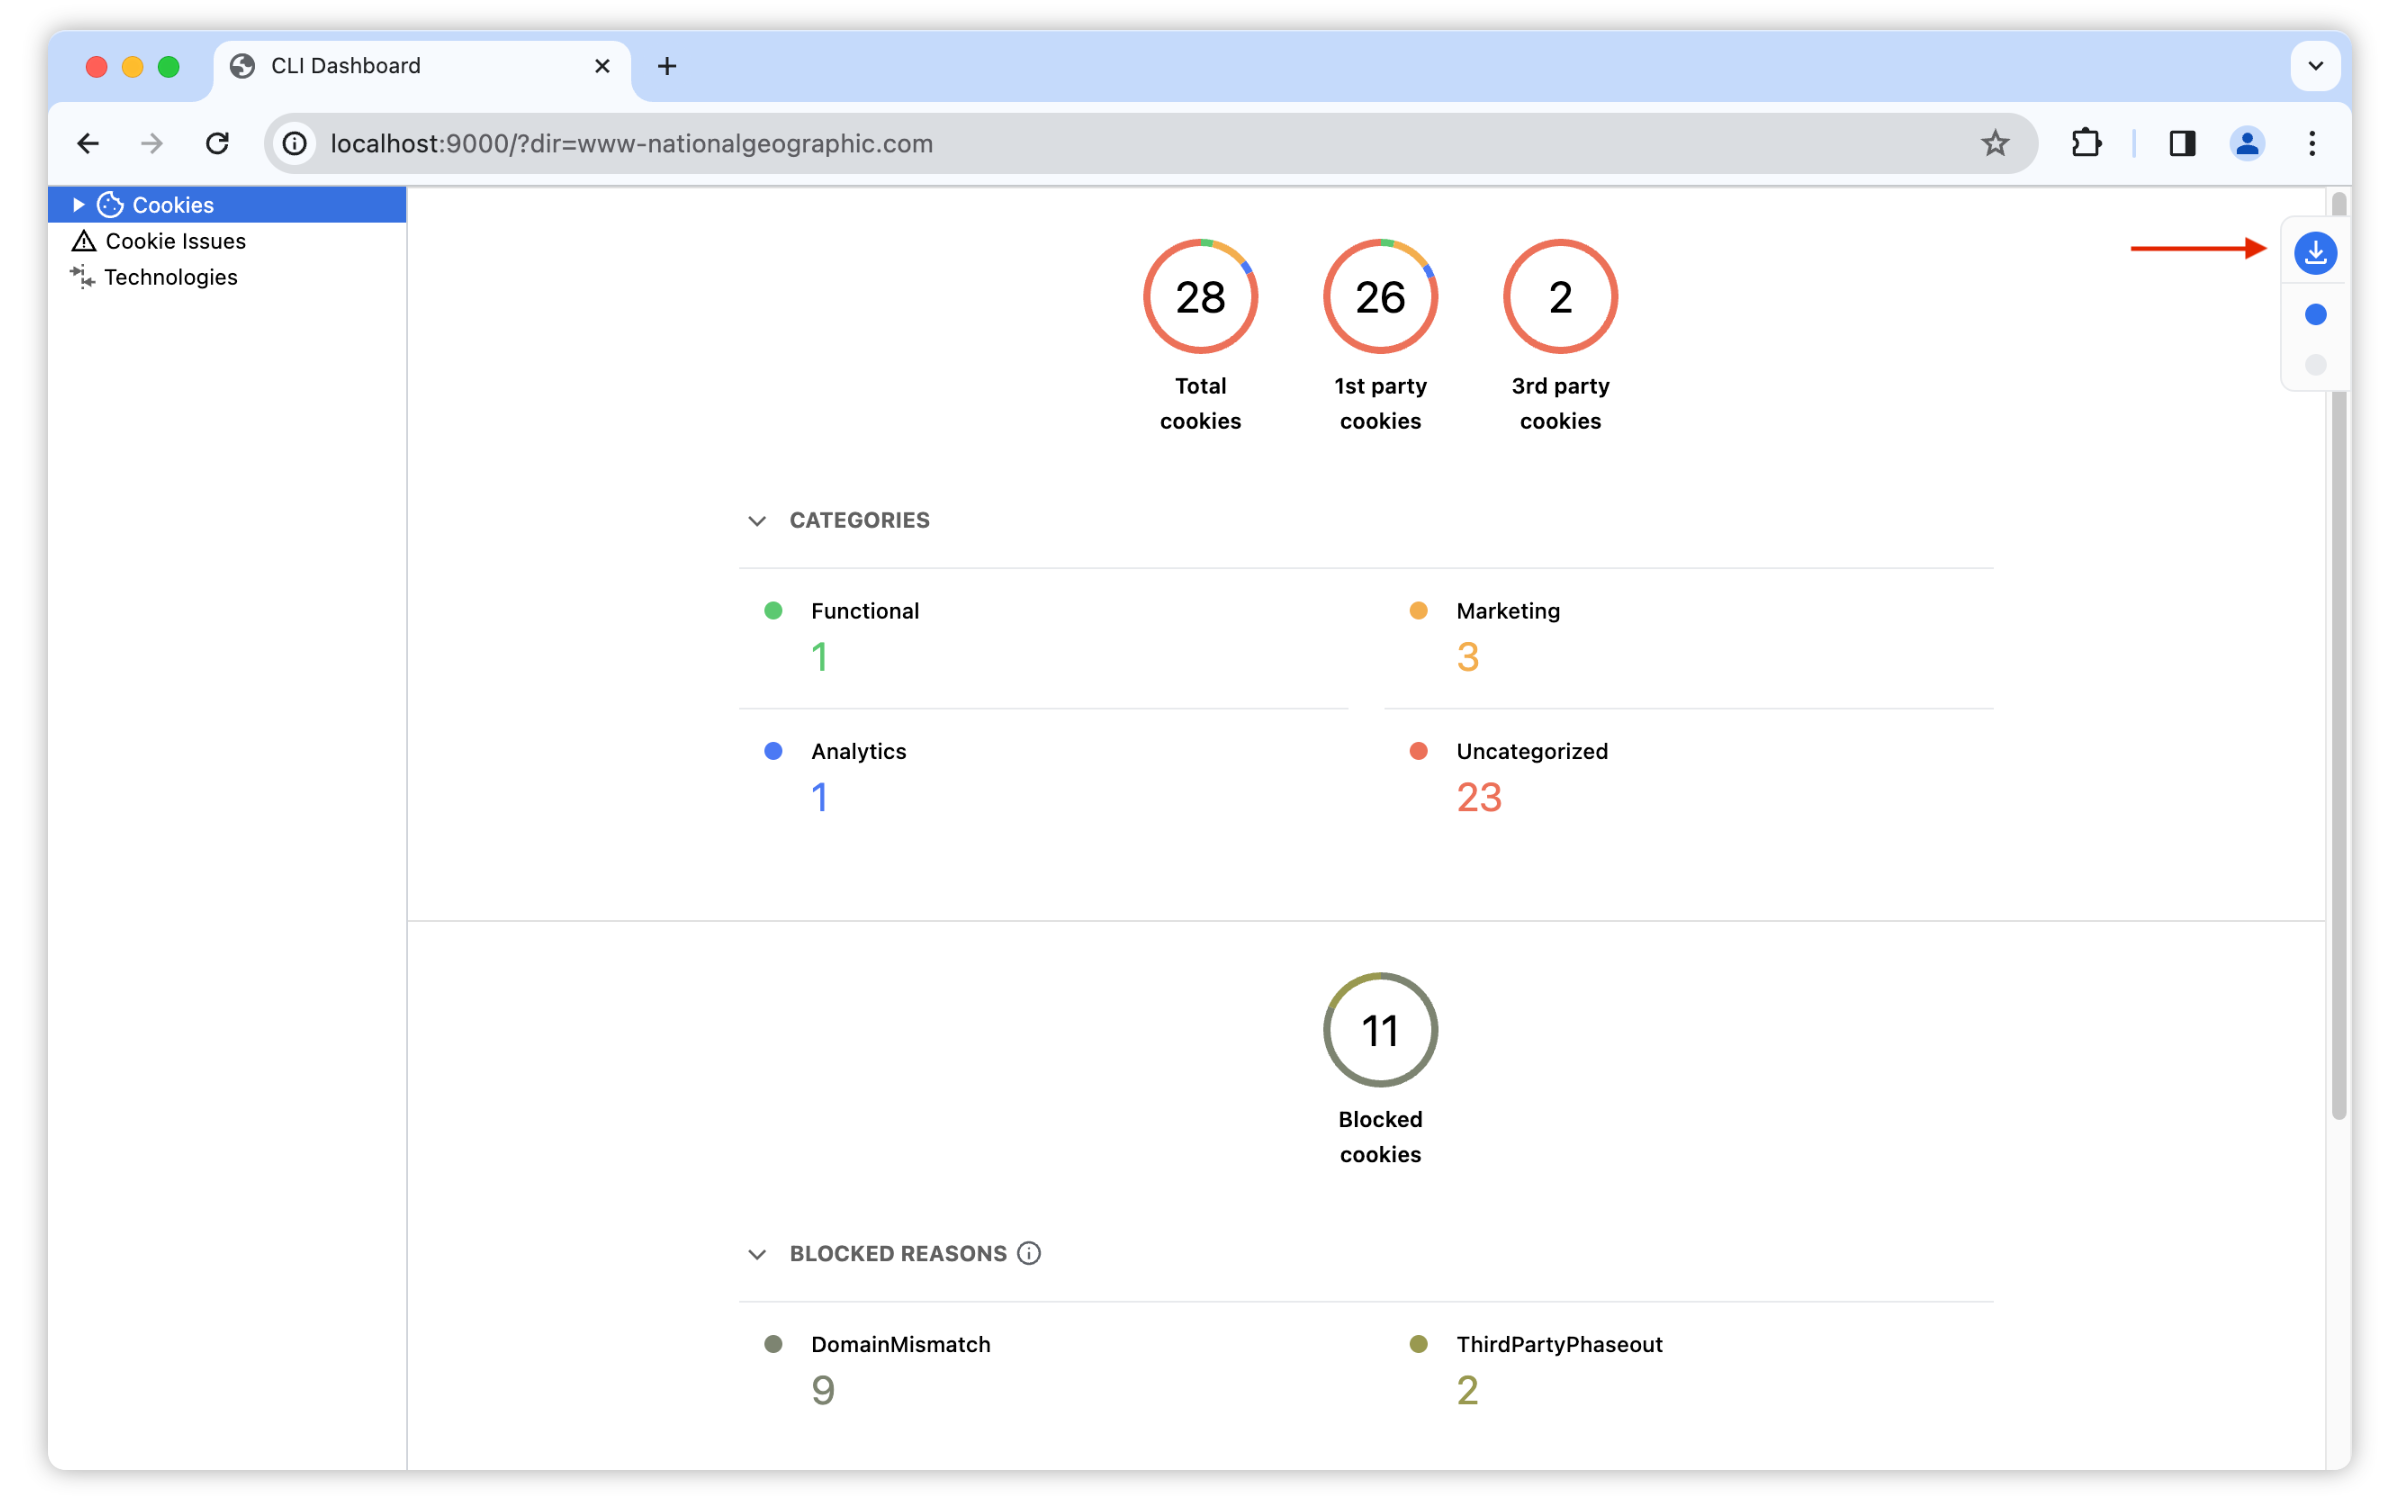 CLI Dashboard
localhost:9000/?dir=www-nationalgeographic.com
Cookies
Cookie Issues
Technologies
28
Total
cookies
26
1st party
cookies
2
3rd party
cookies
CATEGORIES
Functional
1
Marketing
3
Analytics
1
Uncategorized
23
11
Blocked
cookies
BLOCKED REASONS
DomainMismatch
9
ThirdPartyPhaseout
2